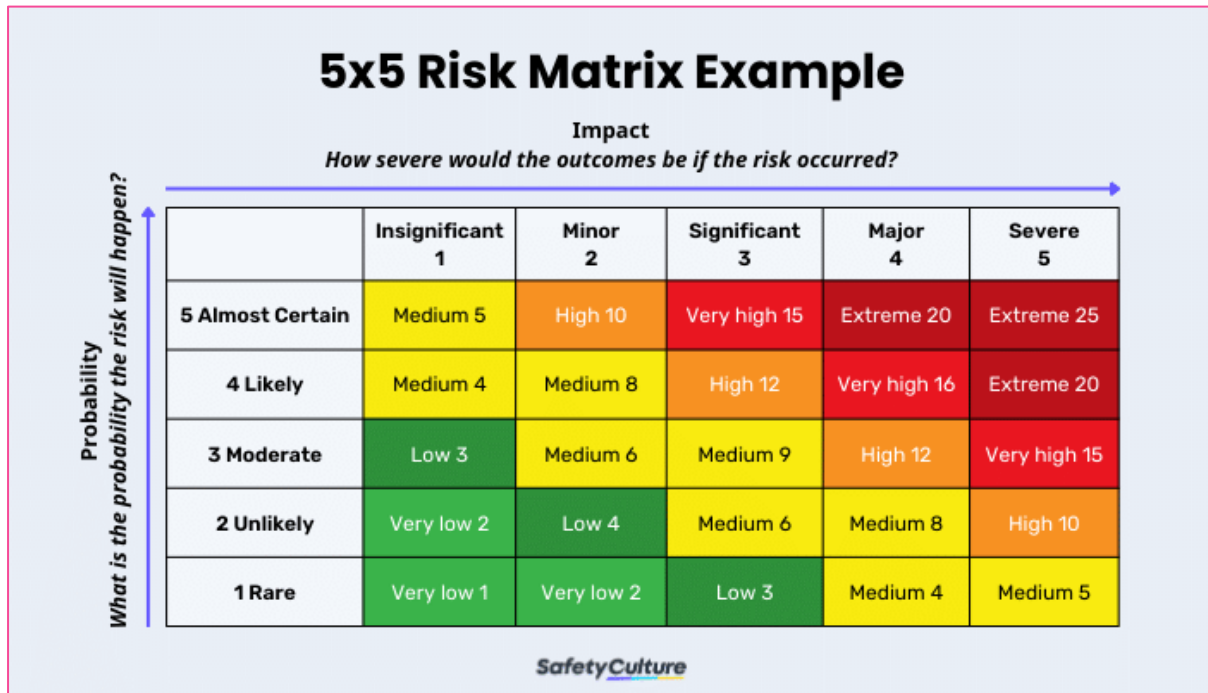 5x5 Risk Matrix Example
Impact
How severe would the outcomes be if the risk occurred?
Probability
What is the probability the risk will happen?
Insignificant Minor Significant Major Severe
1 2 3 4 5
5 Almost Certain Medium 5 High 10 Very high 15 Extreme 20 Extreme 25
4 Likely Medium 4 Medium 8 High 12 Very high 16 Extreme 20
3 Moderate Low 3 Medium 6 Medium 9 High 12 Very high 15
2 Unlikely Very low 2 Low 4 Medium 6 Medium 8 High 10
1 Rare Very low 1 Very low 2 Low 3 Medium 4 Medium 5
SafetyCulture